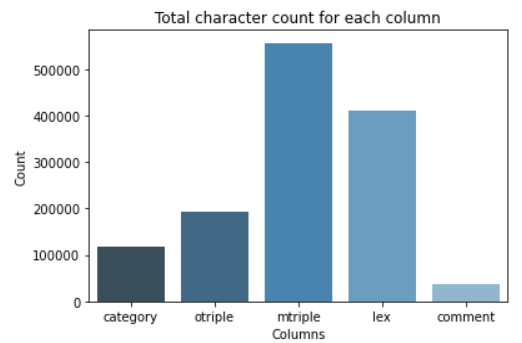 Total character count for each column
500000
400000
300000
200000
100000
0
Count
category otriple mtriple lex comment
Columns